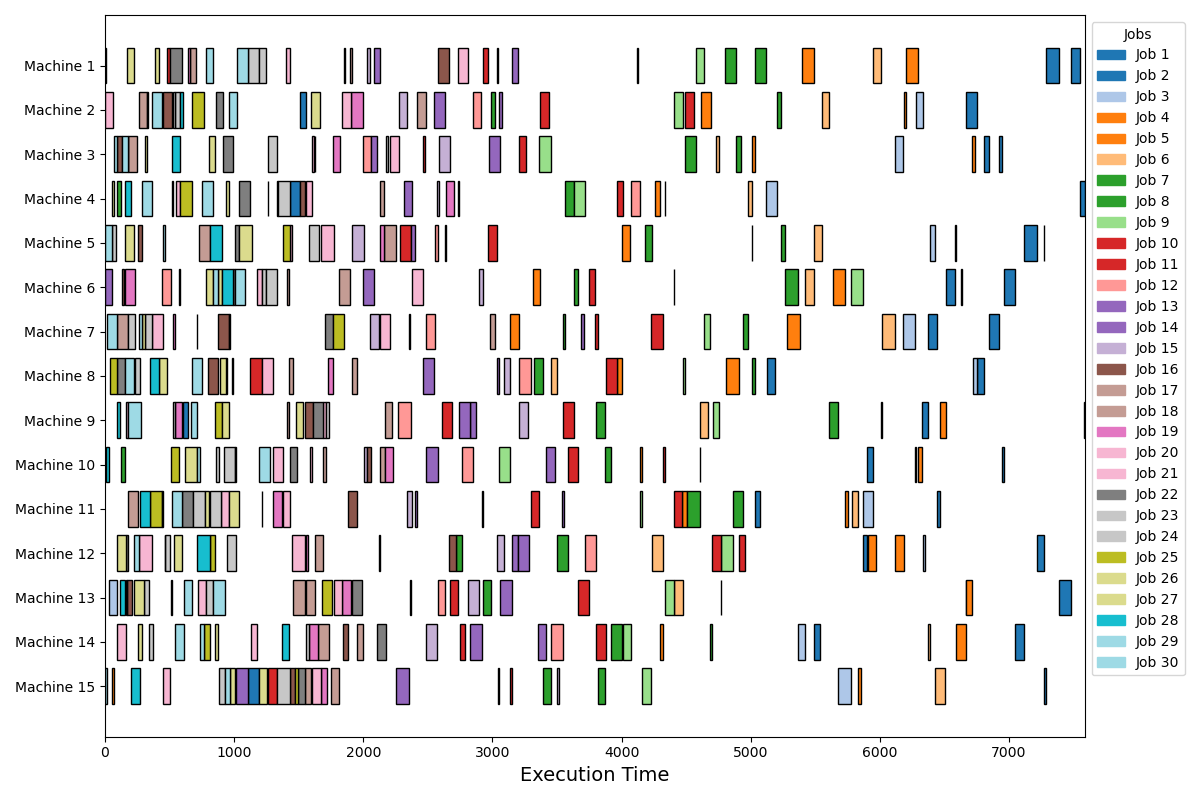 Machine 1
Machine 2
Machine 3
Machine 4
Machine 5
Machine 6
Machine 7
Machine 8
Machine 9
Machine 10
Machine 11
Machine 12
Machine 13
Machine 14
Machine 15
0 1000 2000 3000 4000 5000 6000 7000
Execution Time
Jobs
Job 1
Job 2
Job 3
Job 4
Job 5
Job 6
Job 7
Job 8
Job 9
Job 10
Job 11
Job 12
Job 13
Job 14
Job 15
Job 16
Job 17
Job 18
Job 19
Job 20
Job 21
Job 22
Job 23
Job 24
Job 25
Job 26
Job 27
Job 28
Job 29
Job 30